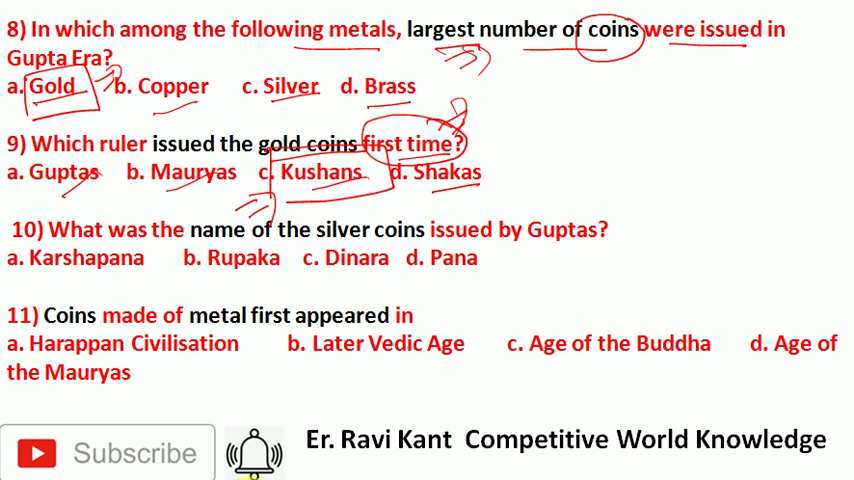 8) In which among the following metals, largest number of coins were issued in
Gupta Era?
a. Gold b. Copper c. Silver d. Brass
9) Which ruler issued the gold coins first time?
a. Guptas b. Mauryas c. Kushans d. Shakas
10) What was the name of the silver coins issued by Guptas?
a. Karshapana b. Rupaka c. Dinara d. Pana
11) Coins made of metal first appeared in
a. Harappan Civilisation b. Later Vedic Age c. Age of the Buddha d. Age of
the Mauryas
Subscribe
Er. Ravi Kant Competitive World Knowledge